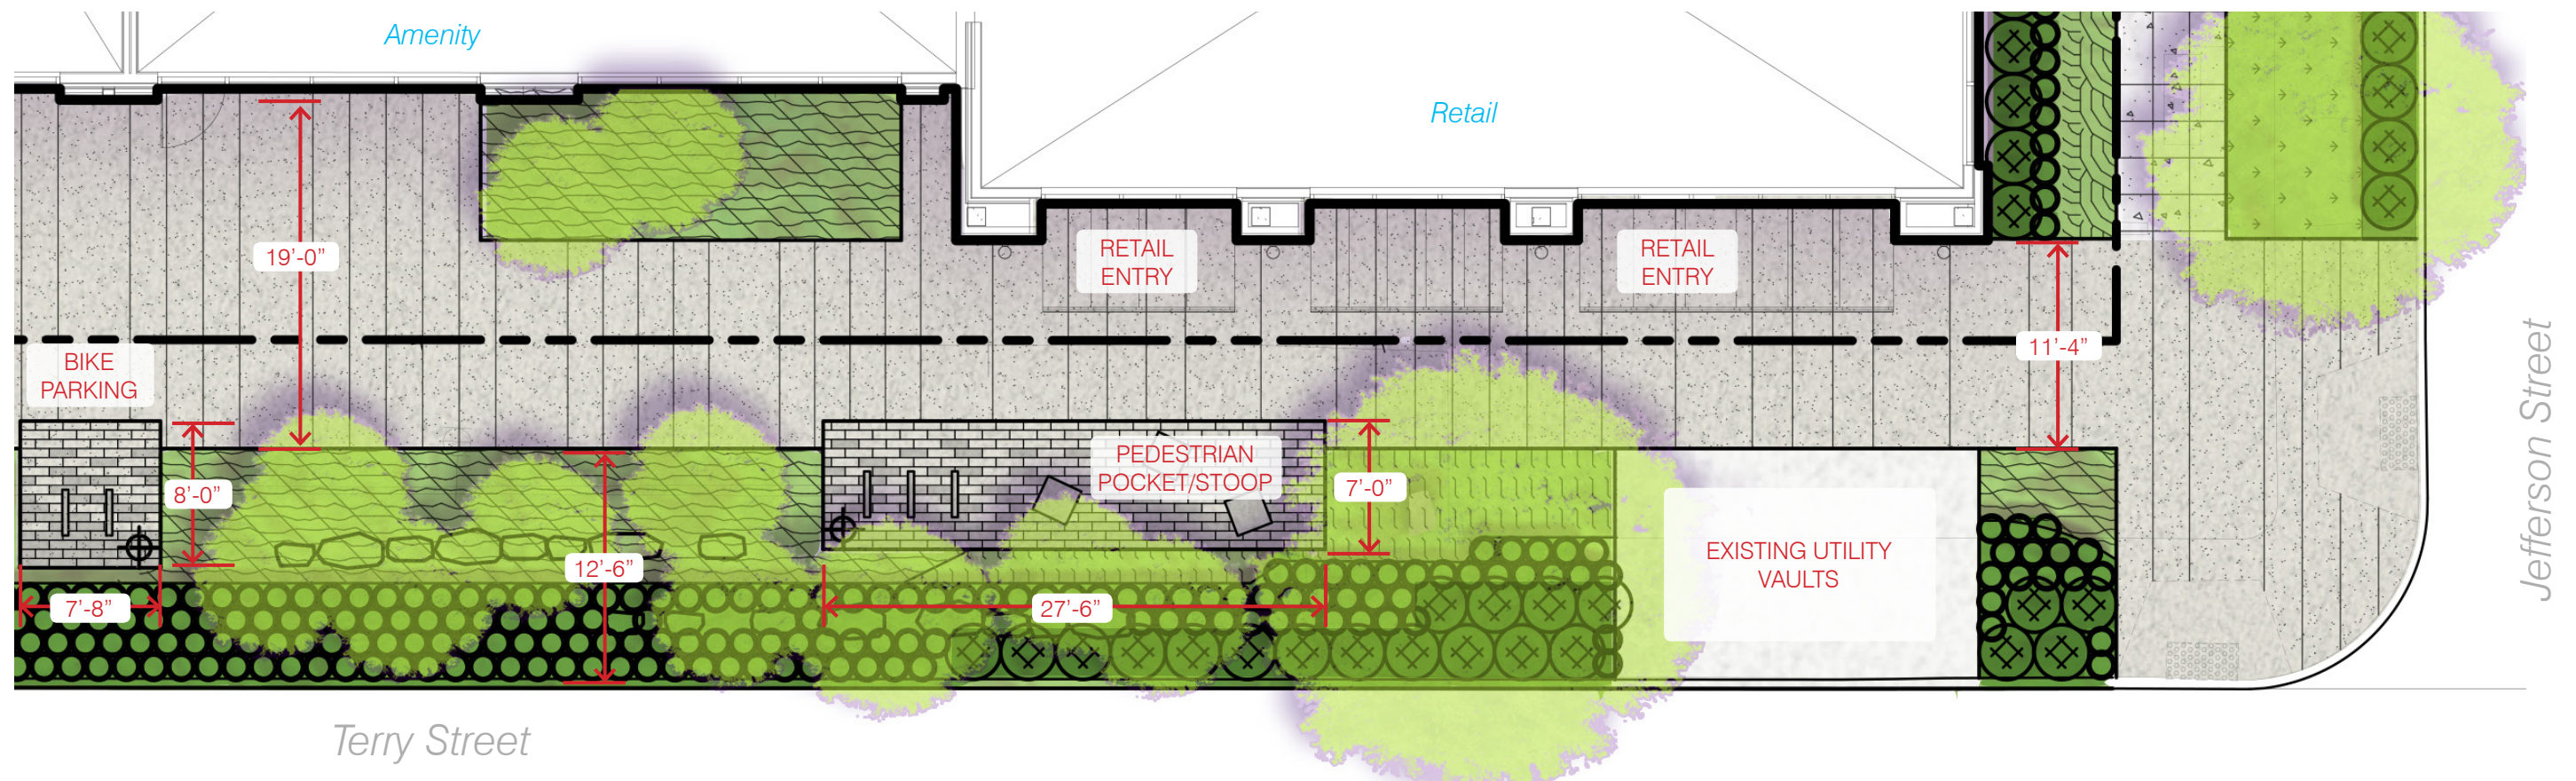 Amenity
Retail
19'-0"
RETAIL
ENTRY
RETAIL
ENTRY
11'-4"
BIKE
PARKING
PEDESTRIAN
POCKET/STOOP
8'-0"
7'-0"
12'-6"
EXISTING UTILITY
VAULTS
7'-8"
27'-6"
Terry Street
Jefferson Street